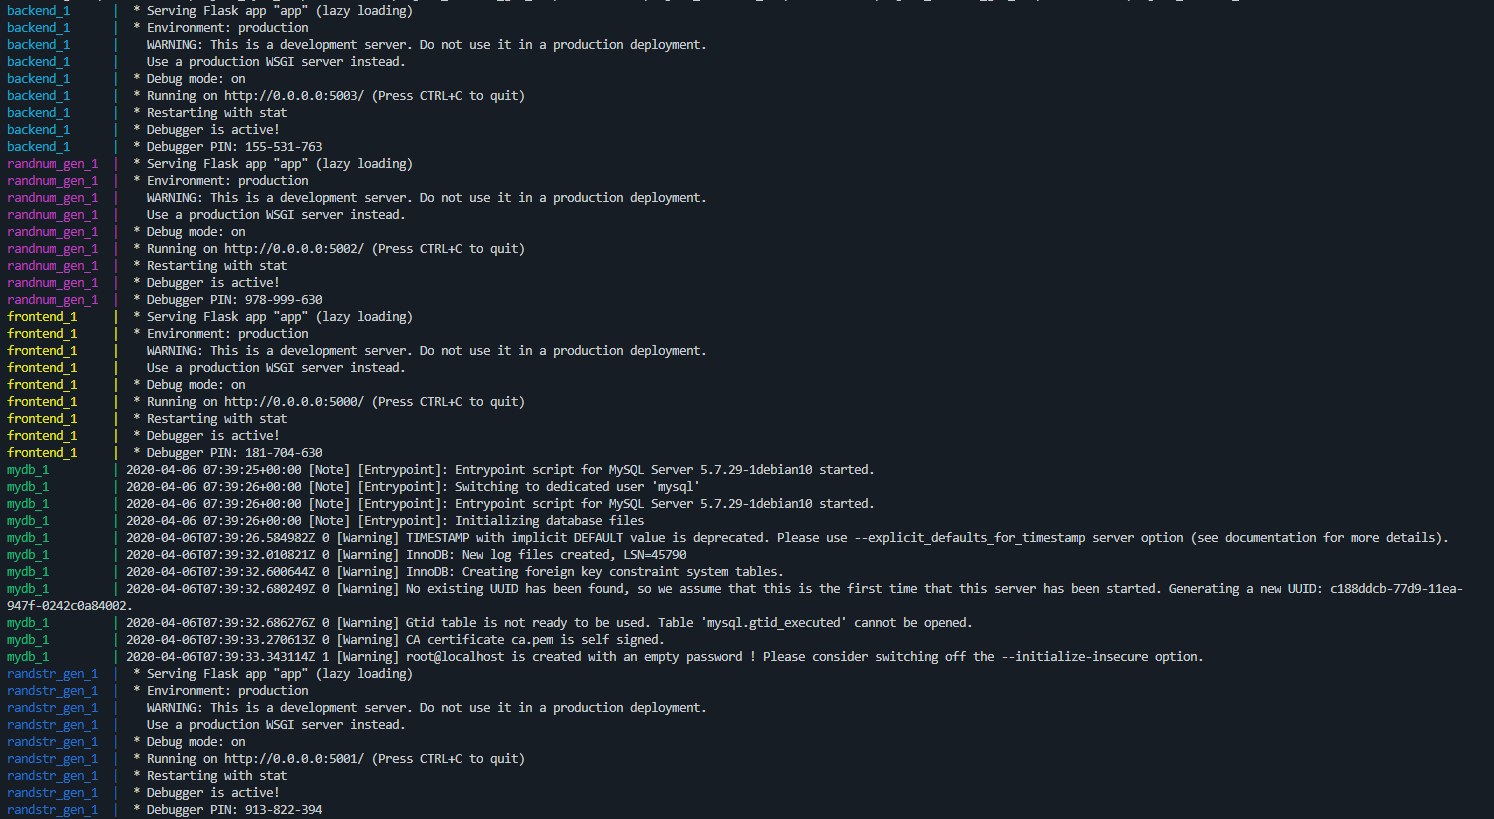 backend_1 | * Serving Flask app "app" (lazy loading)
backend_1 | * Environment: production
backend_1 | WARNING: This is a development server. Do not use it in a production deployment.
backend_1 | Use a production WSGI server instead.
backend_1 | * Debug mode: on
backend_1 | * Running on http://0.0.0.0:5003/ (Press CTRL+C to quit)
backend_1 | * Restarting with stat
backend_1 | * Debugger is active!
backend_1 | * Debugger PIN: 155-531-763
randnum_gen_1 | * Serving Flask app "app" (lazy loading)
randnum_gen_1 | * Environment: production
randnum_gen_1 | WARNING: This is a development server. Do not use it in a production deployment.
randnum_gen_1 | Use a production WSGI server instead.
randnum_gen_1 | * Debug mode: on
randnum_gen_1 | * Running on http://0.0.0.0:5002/ (Press CTRL+C to quit)
randnum_gen_1 | * Restarting with stat
randnum_gen_1 | * Debugger is active!
randnum_gen_1 | * Debugger PIN: 978-999-630
frontend_1 | * Serving Flask app "app" (lazy loading)
frontend_1 | * Environment: production
frontend_1 | WARNING: This is a development server. Do not use it in a production deployment.
frontend_1 | Use a production WSGI server instead.
frontend_1 | * Debug mode: on
frontend_1 | * Running on http://0.0.0.0:5000/ (Press CTRL+C to quit)
frontend_1 | * Restarting with stat
frontend_1 | * Debugger is active!
frontend_1 | * Debugger PIN: 181-704-630
mydb_1 | 2020-04-06 07:39:25+00:00 [Note] [Entrypoint]: Entrypoint script for MySQL Server 5.7.29-1debian10 started.
mydb_1 | 2020-04-06 07:39:26+00:00 [Note] [Entrypoint]: Switching to dedicated user 'mysql'
mydb_1 | 2020-04-06 07:39:26+00:00 [Note] [Entrypoint]: Entrypoint script for MySQL Server 5.7.29-1debian10 started.
mydb_1 | 2020-04-06 07:39:26+00:00 [Note] [Entrypoint]: Initializing database files
mydb_1 | 2020-04-06T07:39:26.584982Z 0 [Warning] TIMESTAMP with implicit DEFAULT value is deprecated. Please use --explicit_defaults_for_timestamp server option (see documentation for more details).
mydb_1 | 2020-04-06T07:39:32.010821Z 0 [Warning] InnoDB: New log files created, LSN=45790
mydb_1 | 2020-04-06T07:39:32.600644Z 0 [Warning] InnoDB: Creating foreign key constraint system tables.
mydb_1 | 2020-04-06T07:39:32.680249Z 0 [Warning] No existing UUID has been found, so we assume that this is the first time that this server has been started. Generating a new UUID: c188ddcb-77d9-11ea-
947f-0242c0a84002.
mydb_1 | 2020-04-06T07:39:32.686276Z 0 [Warning] Gtid table is not ready to be used. Table 'mysql.gtid_executed' cannot be opened.
mydb_1 | 2020-04-06T07:39:33.270613Z 0 [Warning] CA certificate ca.pem is self signed.
mydb_1 | 2020-04-06T07:39:33.343114Z 1 [Warning] root@localhost is created with an empty password ! Please consider switching off the --initialize-insecure option.
randstr_gen_1 | * Serving Flask app "app" (lazy loading)
randstr_gen_1 | * Environment: production
randstr_gen_1 | WARNING: This is a development server. Do not use it in a production deployment.
randstr_gen_1 | Use a production WSGI server instead.
randstr_gen_1 | * Debug mode: on
randstr_gen_1 | * Running on http://0.0.0.0:5001/ (Press CTRL+C to quit)
randstr_gen_1 | * Restarting with stat
randstr_gen_1 | * Debugger is active!
randstr_gen_1 | * Debugger PIN: 913-822-394